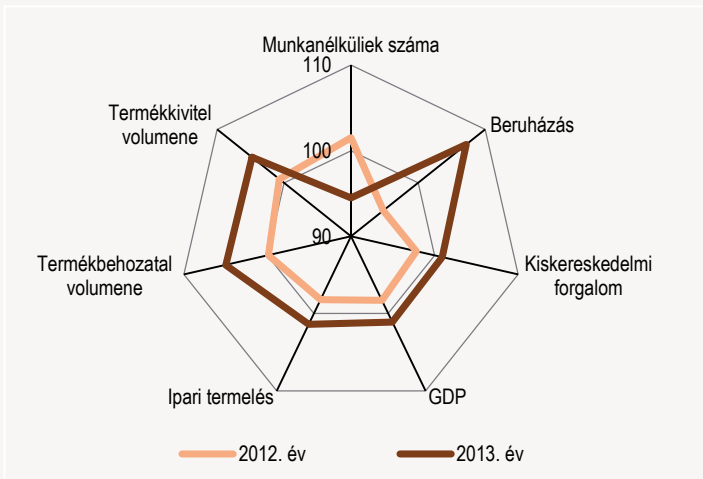 Munkanélküliek száma
110
Termékkivitel
volumene
Beruházás
100
90
Termékbehozatal
volumene
Kiskereskedelmi
forgalom
Ipari termelés
GDP
2012. év
2013. év